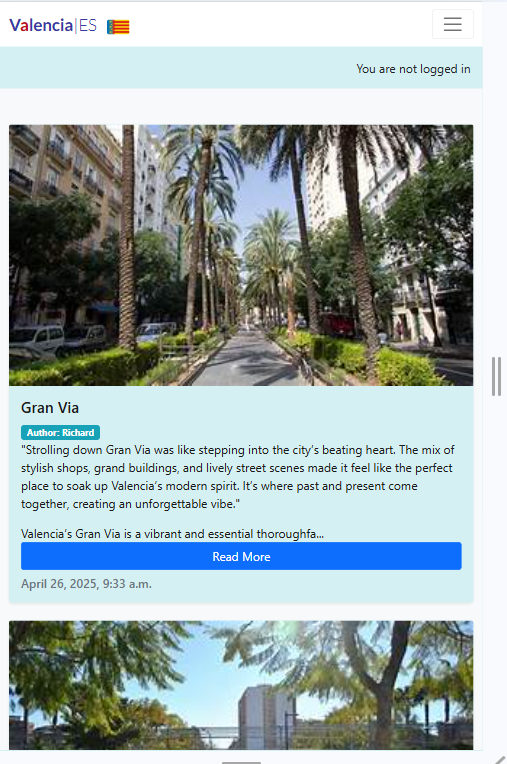 Valencia|ES
You are not logged in
Gran Via
Author: Richard
"Strolling down Gran Via was like stepping into the city’s beating heart. The mix of
stylish shops, grand buildings, and lively street scenes made it feel like the perfect
place to soak up Valencia’s modern spirit. It’s where past and present come
together, creating an unforgettable vibe."
Valencia’s Gran Via is a vibrant and essential thoroughfa...
Read More
April 26, 2025, 9:33 a.m.